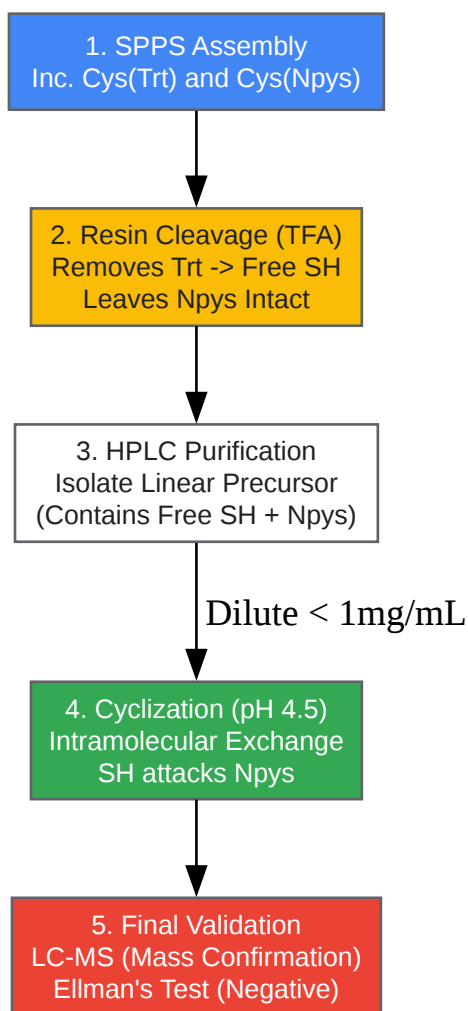 1. SPPS Assembly
Inc. Cys(Trt) and Cys(Npys)
2. Resin Cleavage (TFA)
Removes Trt -> Free SH
Leaves Npys Intact
3. HPLC Purification
Isolate Linear Precursor
(Contains Free SH + Npys)
Dilute < 1mg/mL
4. Cyclization (pH 4.5)
Intramolecular Exchange
SH attacks Npys
5. Final Validation
LC-MS (Mass Confirmation)
Ellman's Test (Negative)